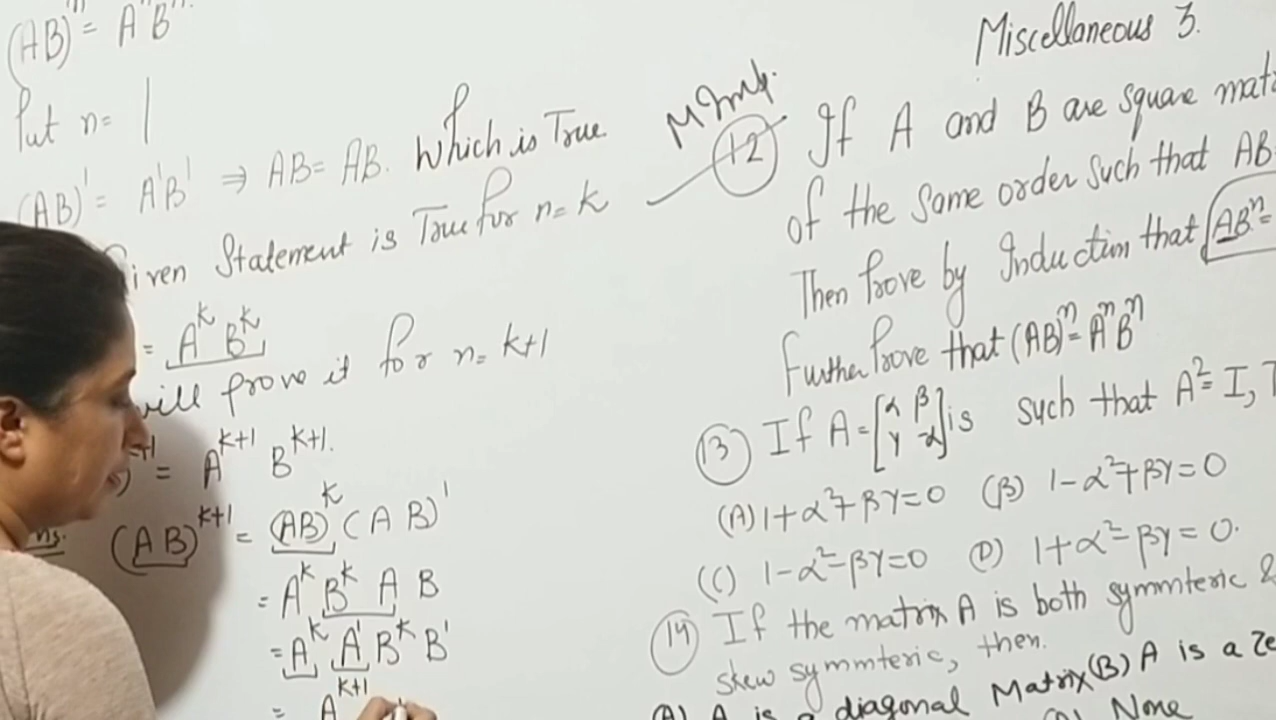 (AB)ⁿ = AⁿBⁿ.
Put n = 1
(AB)¹ = A¹B¹ ⇒ AB = AB. Which is True
iven Statement is True for n = k
= Aᵏ Bᵏ
will prove it for n = k+1
= Aᵏ⁺¹ Bᵏ⁺¹.
(AB)ᵏ⁺¹ = (AB)ᵏ (AB)¹
= Aᵏ Bᵏ A B
= Aᵏ A¹ Bᵏ B¹
= Aᵏ⁺¹
Miscellaneous 3.
M Imp.
12 If A and B are square mat
of the same order such that AB
Then Prove by Induction that ABⁿ =
Further Prove that (AB)ⁿ = AⁿBⁿ
13 If A = [α β
γ -α] is such that A² = I, T
(A) 1 + α² + βγ = 0 (B) 1 - α² + βγ = 0
(C) 1 - α² - βγ = 0 (D) 1 + α² - βγ = 0.
14 If the matrix A is both symmteric &
skew symmteric, then.
(A) A is a diagonal Matrix (B) A is a Ze
None